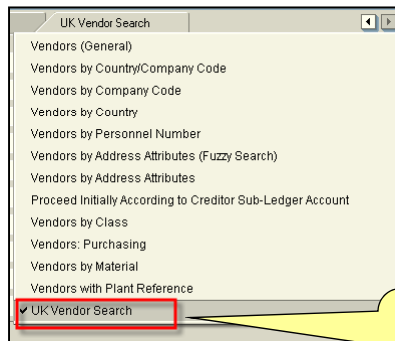 UK Vendor Search
Vendors (General)
Vendors by Country/Company Code
Vendors by Company Code
Vendors by Country
Vendors by Personnel Number
Vendors by Address Attributes (Fuzzy Search)
Vendors by Address Attributes
Proceed Initially According to Creditor Sub-Ledger Account
Vendors by Class
Vendors: Purchasing
Vendors by Material
Vendors with Plant Reference
UK Vendor Search